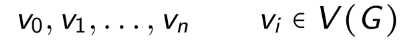 v₀, v₁, . . . , vₙ vᵢ ∈ V(G)